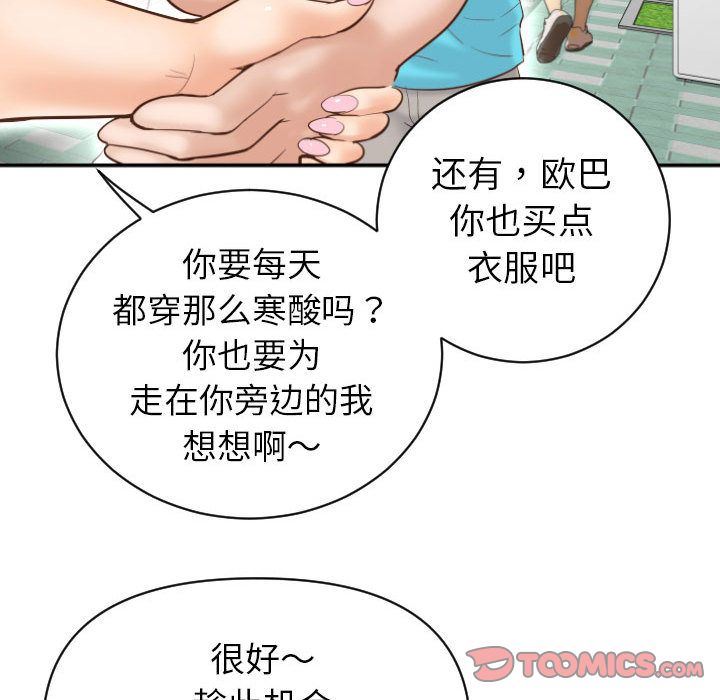 还有，欧巴
你也买点
衣服吧
你要每天
都穿那么寒酸吗？
你也要为
走在你旁边的我
想想啊～
很好～
TOOMICS.COM